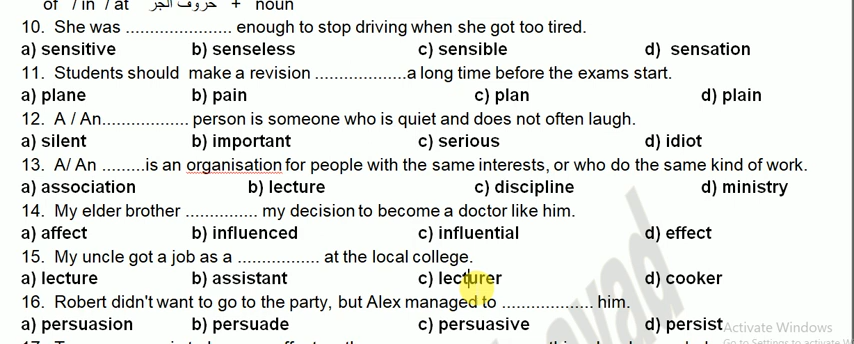 of / in / at حروف الجر + noun
10. She was ...................... enough to stop driving when she got too tired.
a) sensitive b) senseless c) sensible d) sensation
11. Students should make a revision ...................a long time before the exams start.
a) plane b) pain c) plan d) plain
12. A / An.................. person is someone who is quiet and does not often laugh.
a) silent b) important c) serious d) idiot
13. A/ An .........is an organisation for people with the same interests, or who do the same kind of work.
a) association b) lecture c) discipline d) ministry
14. My elder brother ............... my decision to become a doctor like him.
a) affect b) influenced c) influential d) effect
15. My uncle got a job as a ................. at the local college.
a) lecture b) assistant c) lecturer d) cooker
16. Robert didn't want to go to the party, but Alex managed to ................... him.
a) persuasion b) persuade c) persuasive d) persist
Activate Windows